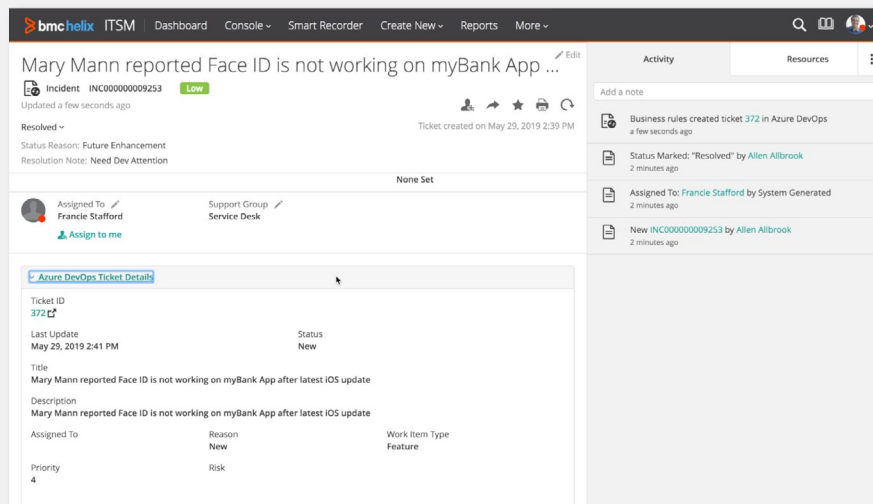 bmchelix ITSM Dashboard Console Smart Recorder Create New Reports More
Mary Mann reported Face ID is not working on myBank App ...
Edit
Incident INC000000009253 Low
Updated a few seconds ago
Resolved
Ticket created on May 29, 2019 2:39 PM
Status Reason: Future Enhancement
Resolution Note: Need Dev Attention
None Set
Assigned To
Francie Stafford
Assign to me
Support Group
Service Desk
Azure DevOps Ticket Details
Ticket ID
372
Last Update
May 29, 2019 2:41 PM
Status
New
Title
Mary Mann reported Face ID is not working on myBank App after latest iOS update
Description
Mary Mann reported Face ID is not working on myBank App after latest iOS update
Assigned To
Reason
New
Work Item Type
Feature
Priority
4
Risk
Activity
Resources
Add a note
Business rules created ticket 372 in Azure DevOps
a few seconds ago
Status Marked: "Resolved" by Allen Allbrook
2 minutes ago
Assigned To: Francie Stafford by System Generated
2 minutes ago
New INC000000009253 by Allen Allbrook
2 minutes ago